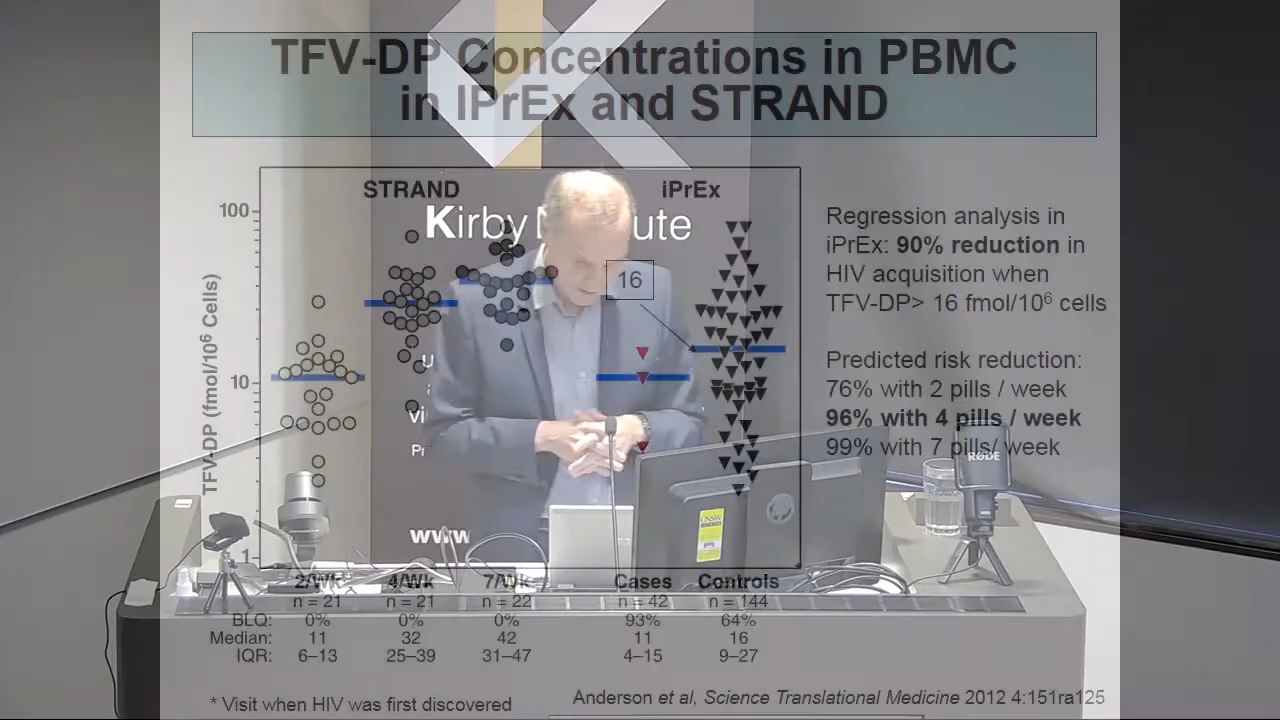 TFV-DP Concentrations in PBMC
in IPrEx and STRAND
STRAND
iPrEx
Kirby
ute
100
10
1
TFV-DP (fmol/10⁶ Cells)
16
Regression analysis in
iPrEx: 90% reduction in
HIV acquisition when
TFV-DP> 16 fmol/10⁶ cells
Predicted risk reduction:
76% with 2 pills / week
96% with 4 pills / week
99% with 7 pills/ week
RØDE
UNSW
www
2/Wk 4/Wk 7/Wk Cases Controls
n = 21 n = 21 n = 22 n = 42 n = 144
BLQ: 0% 0% 0% 93% 64%
Median: 11 32 42 11 16
IQR: 6–13 25–39 31–47 4–15 9–27
* Visit when HIV was first discovered
Anderson et al, Science Translational Medicine 2012 4:151ra125